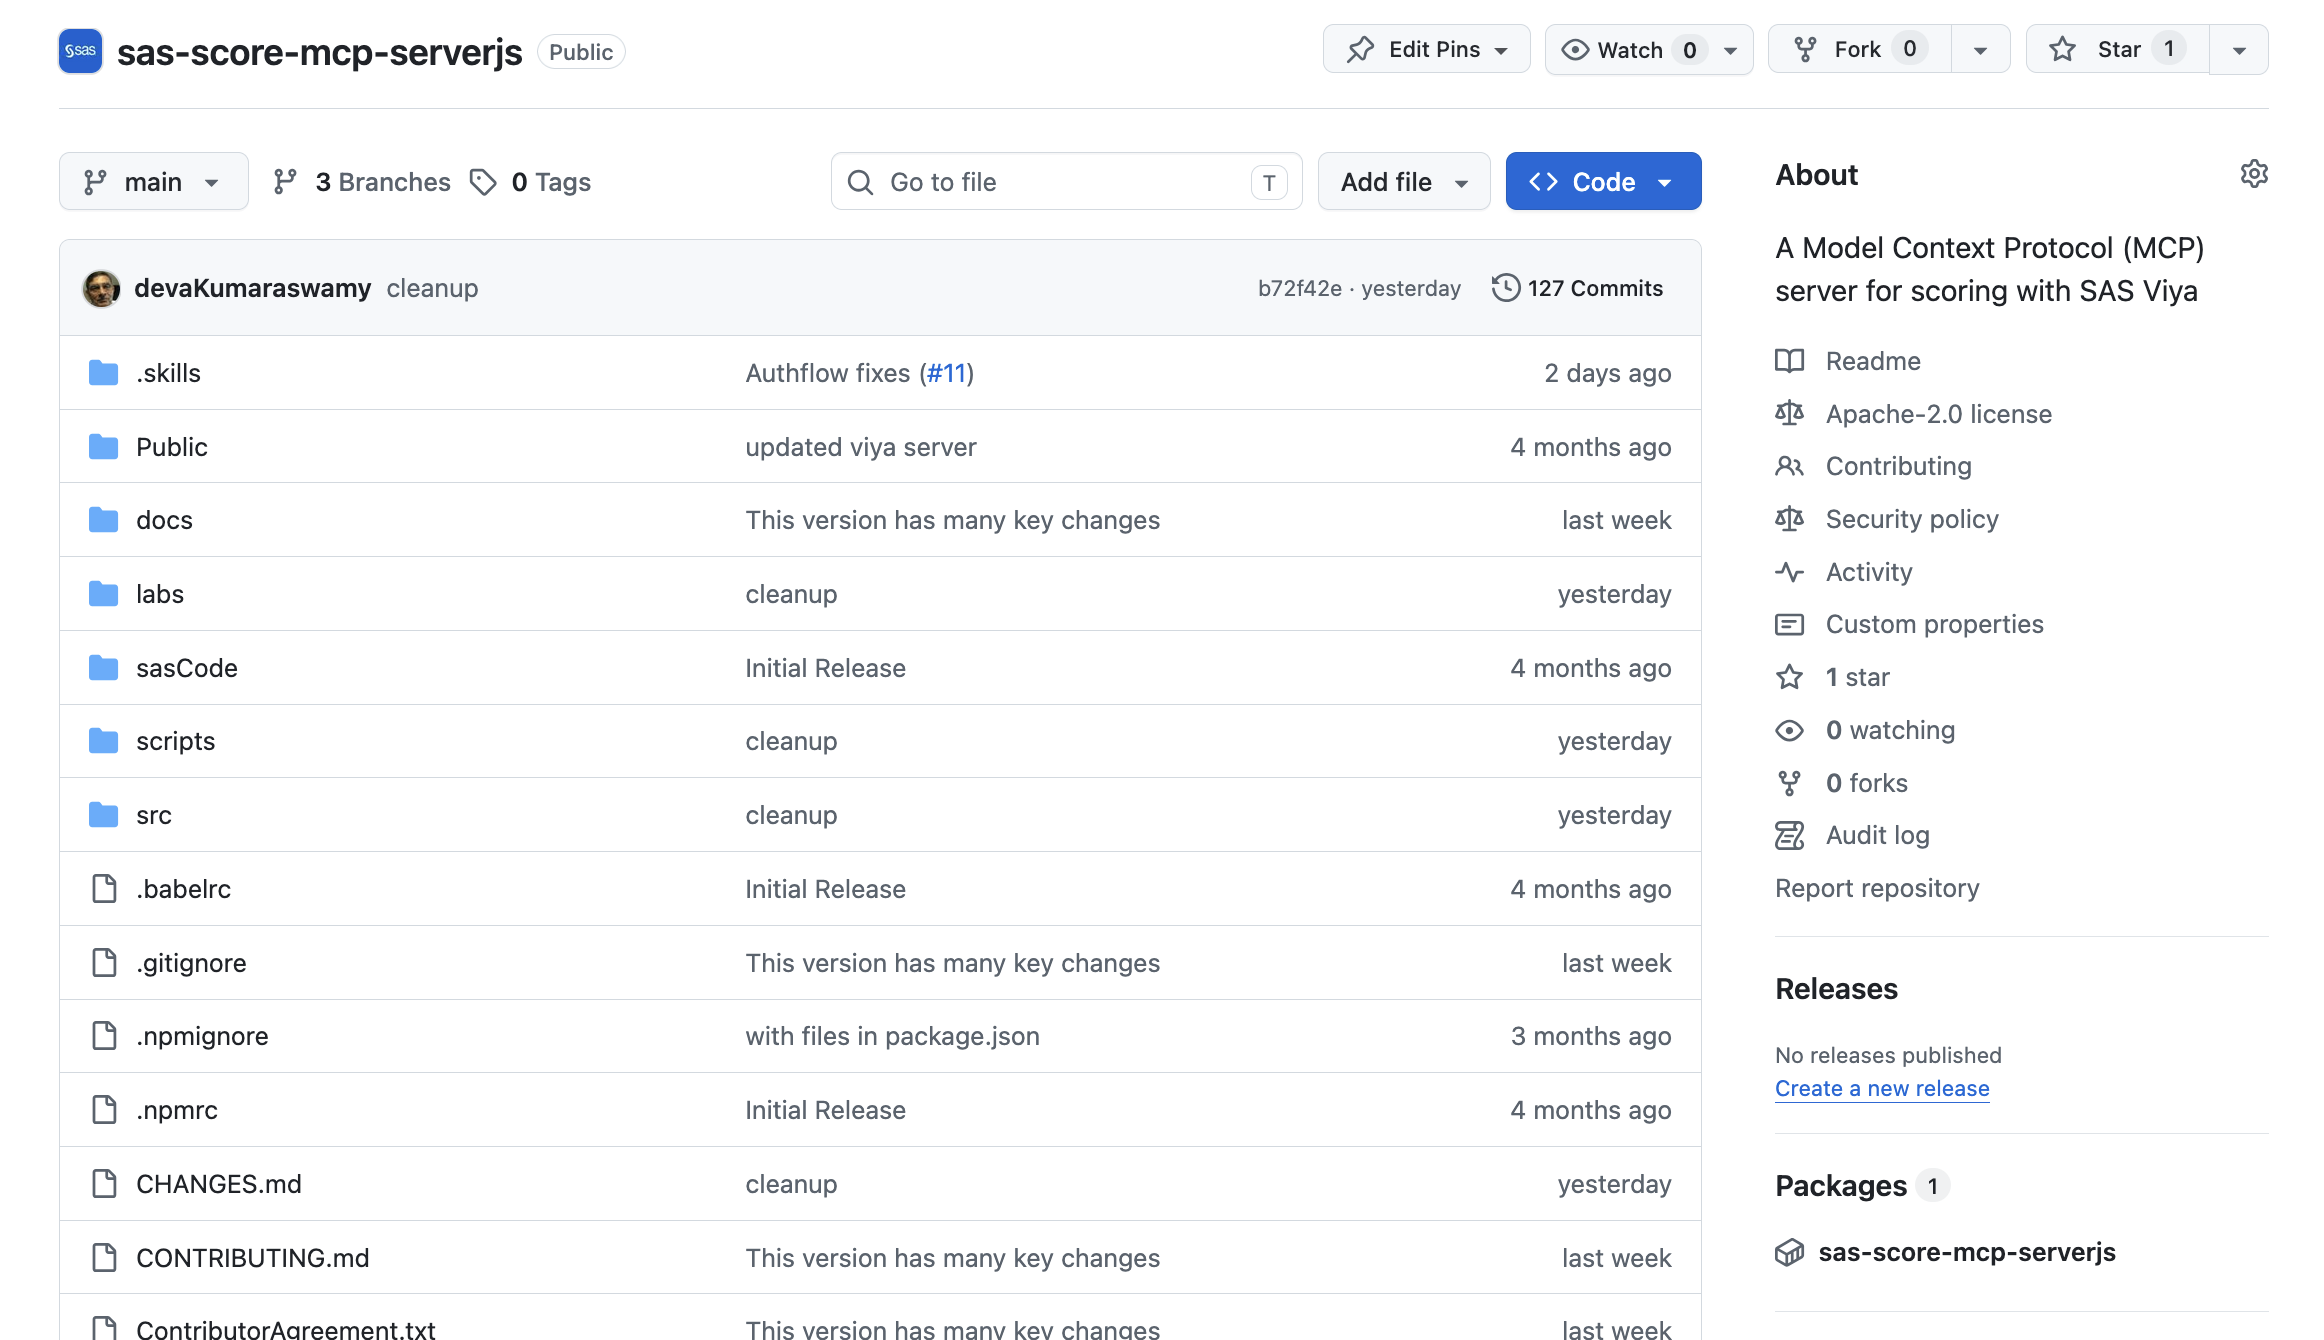 sas sas-score-mcp-serverjs Public Edit Pins Watch 0 Fork 0 Star 1
main 3 Branches 0 Tags Go to file T Add file Code
devaKumaraswamy cleanup b72f42e · yesterday 127 Commits
.skills Authflow fixes (#11) 2 days ago
Public updated viya server 4 months ago
docs This version has many key changes last week
labs cleanup yesterday
sasCode Initial Release 4 months ago
scripts cleanup yesterday
src cleanup yesterday
.babelrc Initial Release 4 months ago
.gitignore This version has many key changes last week
.npmignore with files in package.json 3 months ago
.npmrc Initial Release 4 months ago
CHANGES.md cleanup yesterday
CONTRIBUTING.md This version has many key changes last week
ContributorAgreement.txt This version has many key changes last week
About
A Model Context Protocol (MCP)
server for scoring with SAS Viya
Readme
Apache-2.0 license
Contributing
Security policy
Activity
Custom properties
1 star
0 watching
0 forks
Audit log
Report repository
Releases
No releases published
Create a new release
Packages 1
sas-score-mcp-serverjs